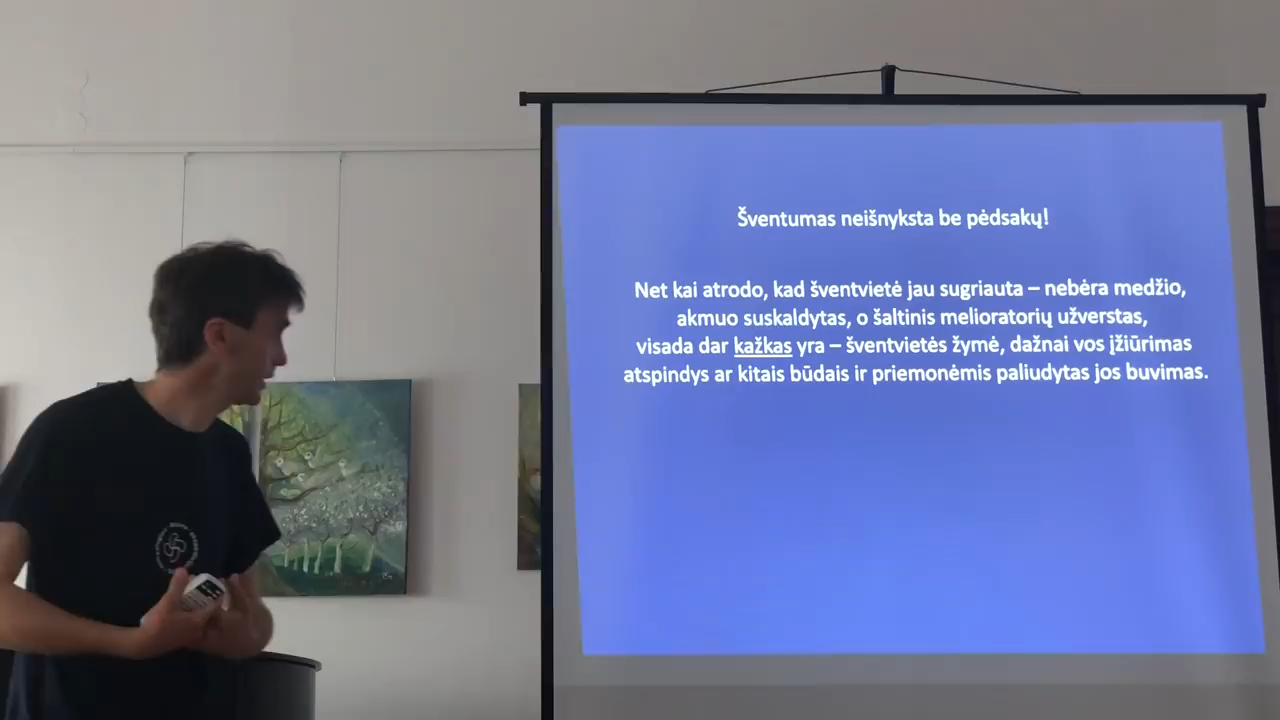 Šventumas neišnyksta be pėdsakų!
Net kai atrodo, kad šventvietė jau sugriauta – nebėra medžio,
akmuo suskaldytas, o šaltinis melioratorių užverstas,
visada dar kažkas yra – šventvietės žymė, dažnai vos įžiūrimas
atspindys ar kitais būdais ir priemonėmis paliudytas jos buvimas.